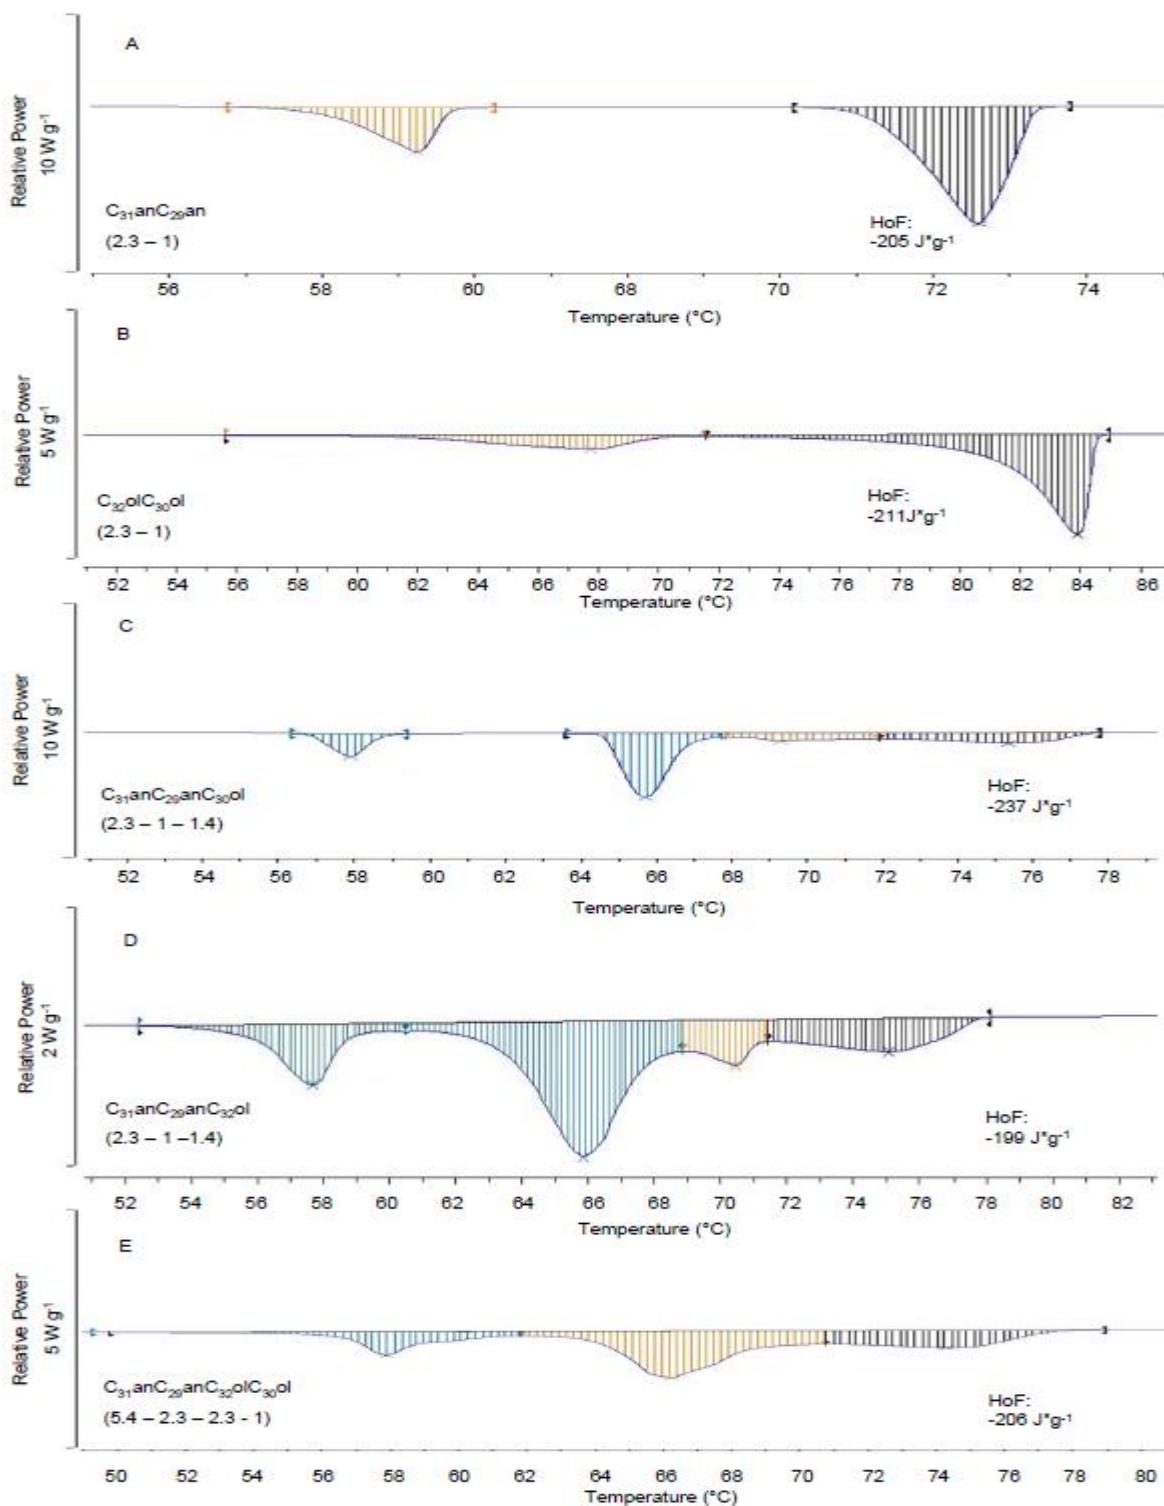 A
Relative Power
10 W g-1
C31anC29an
(2.3 – 1)
HoF:
-205 J*g-1
56 58 60 68 70 72 74
Temperature (°C)
B
Relative Power
5 W g-1
C32olC30ol
(2.3 – 1)
HoF:
-211J*g-1
52 54 56 58 60 62 64 66 68 70 72 74 76 78 80 82 84 86
Temperature (°C)
C
Relative Power
10 W g-1
C31anC29anC30ol
(2.3 – 1 – 1.4)
HoF:
-237 J*g-1
52 54 56 58 60 62 64 66 68 70 72 74 76 78
Temperature (°C)
D
Relative Power
2 W g-1
C31anC29anC32ol
(2.3 – 1 –1.4)
HoF:
-199 J*g-1
52 54 56 58 60 62 64 66 68 70 72 74 76 78 80 82
Temperature (°C)
E
Relative Power
5 W g-1
C31anC29anC32olC30ol
(5.4 – 2.3 – 2.3 - 1)
HoF:
-206 J*g-1
50 52 54 56 58 60 62 64 66 68 70 72 74 76 78 80
Temperature (°C)